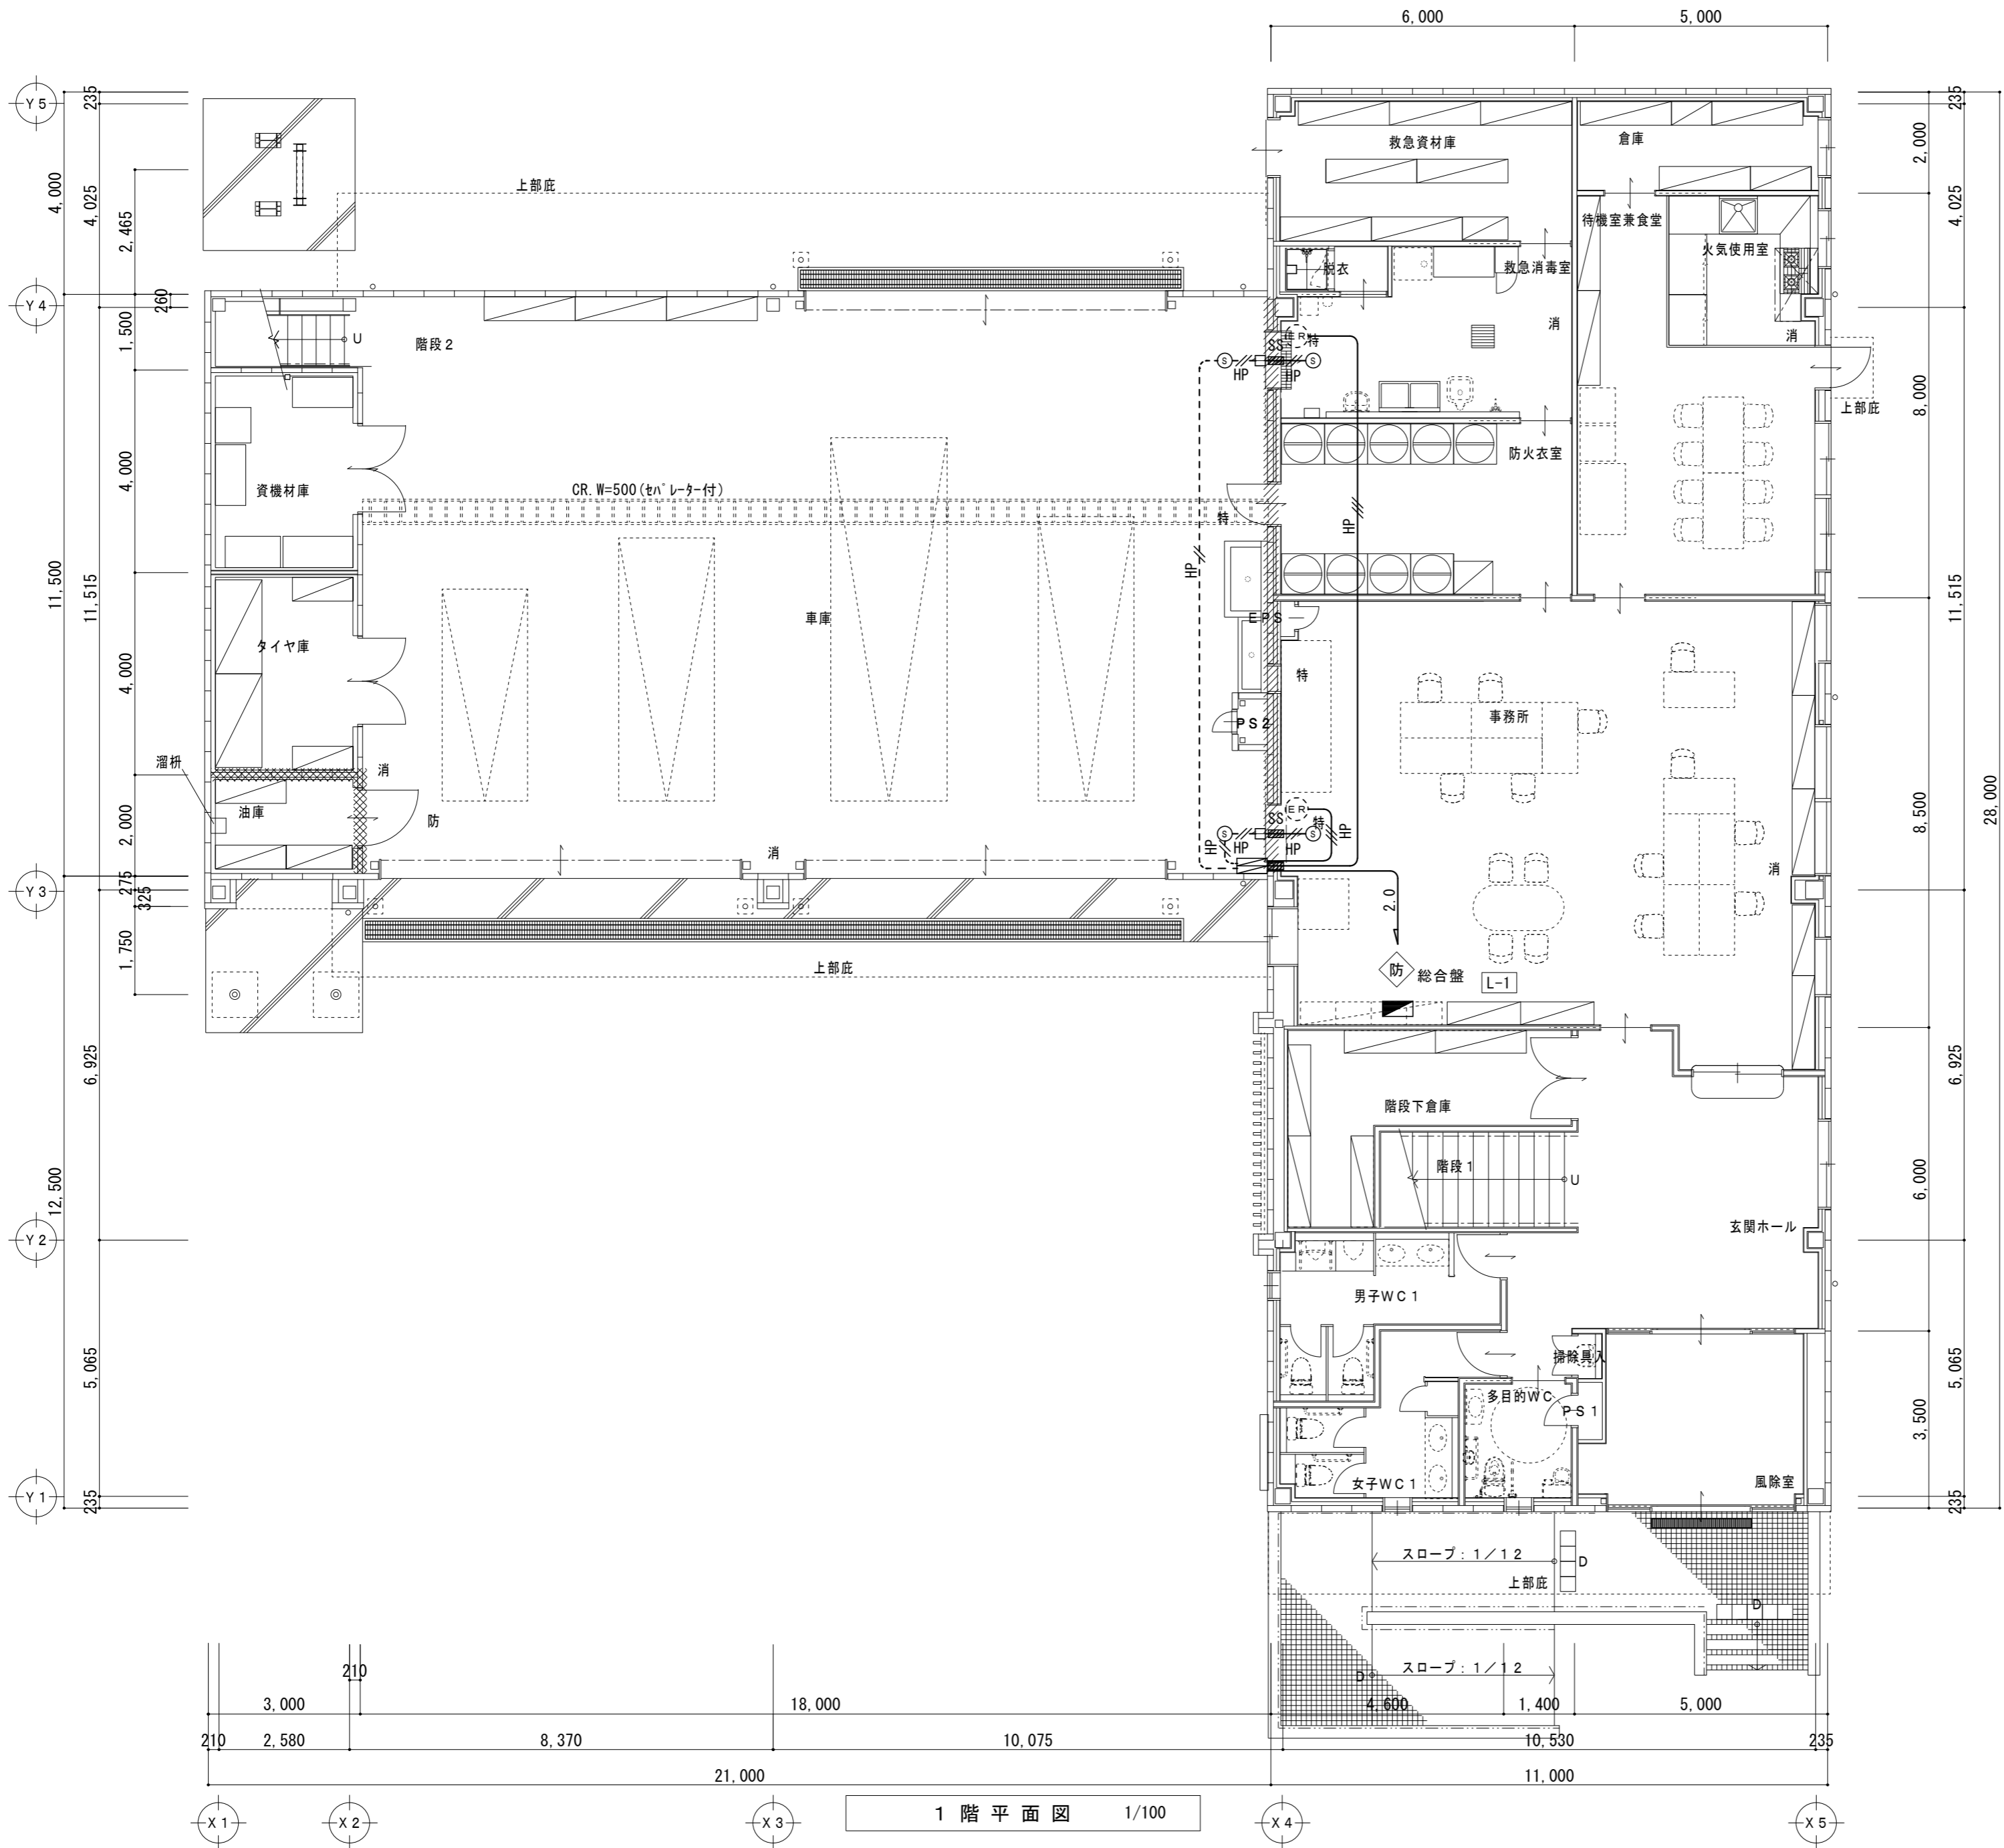 6,000
5,000
Y5
235
4,000
4,025
2,465
上部庇
救急資材庫
倉庫
235
2,000
4,025
待機室兼食堂
火気使用室
脱衣
救急消毒室
Y4
260
1,500
U
階段2
消
消
SS
ER
特
S
S
HP
HP
上部庇
8,000
4,000
資機材庫
CR.W=500(ｾﾊﾟﾚｰﾀｰ付)
防火衣室
特
HP
HP
11,500
11,515
11,515
車庫
EPS
タイヤ庫
特
4,000
事務所
PS2
溜桝
消
28,000
油庫
防
2,000
ER
SS
特
S
S
HP
HP
HP
HP
8,500
消
消
Y3
275
325
2.0
1,750
上部庇
防
総合盤
L-1
6,925
6,925
階段下倉庫
階段1
U
12,500
6,000
玄関ホール
Y2
男子WC1
掃除具入
5,065
5,065
多目的WC
PS1
3,500
女子WC1
風除室
Y1
235
235
スロープ：1／12
D
上部庇
D
210
D
スロープ：1／12
3,000
18,000
4,600
1,400
5,000
210
2,580
8,370
10,075
10,530
235
21,000
11,000
X1
X2
X3
1階平面図 1/100
X4
X5